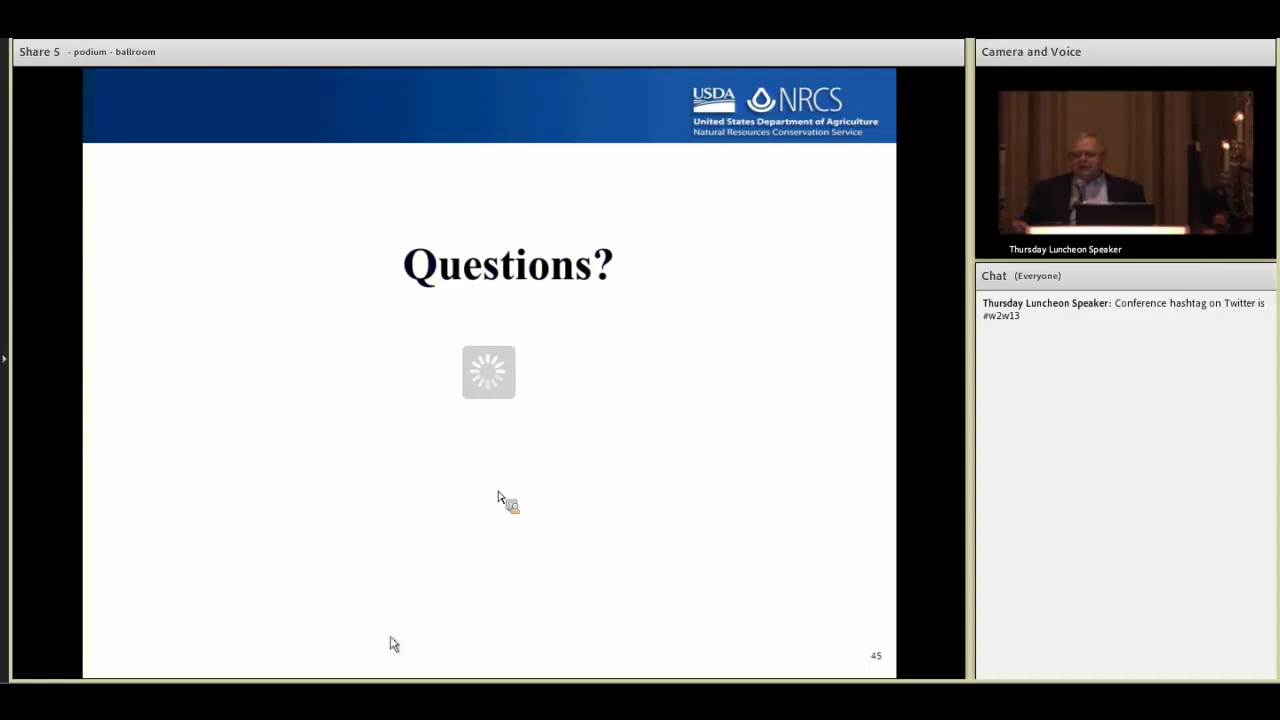 Share 5 - podium - ballroom
USDA NRCS
United States Department of Agriculture
Natural Resources Conservation Service
Questions?
45
Camera and Voice
Thursday Luncheon Speaker
Chat (Everyone)
Thursday Luncheon Speaker: Conference hashtag on Twitter is
#w2w13